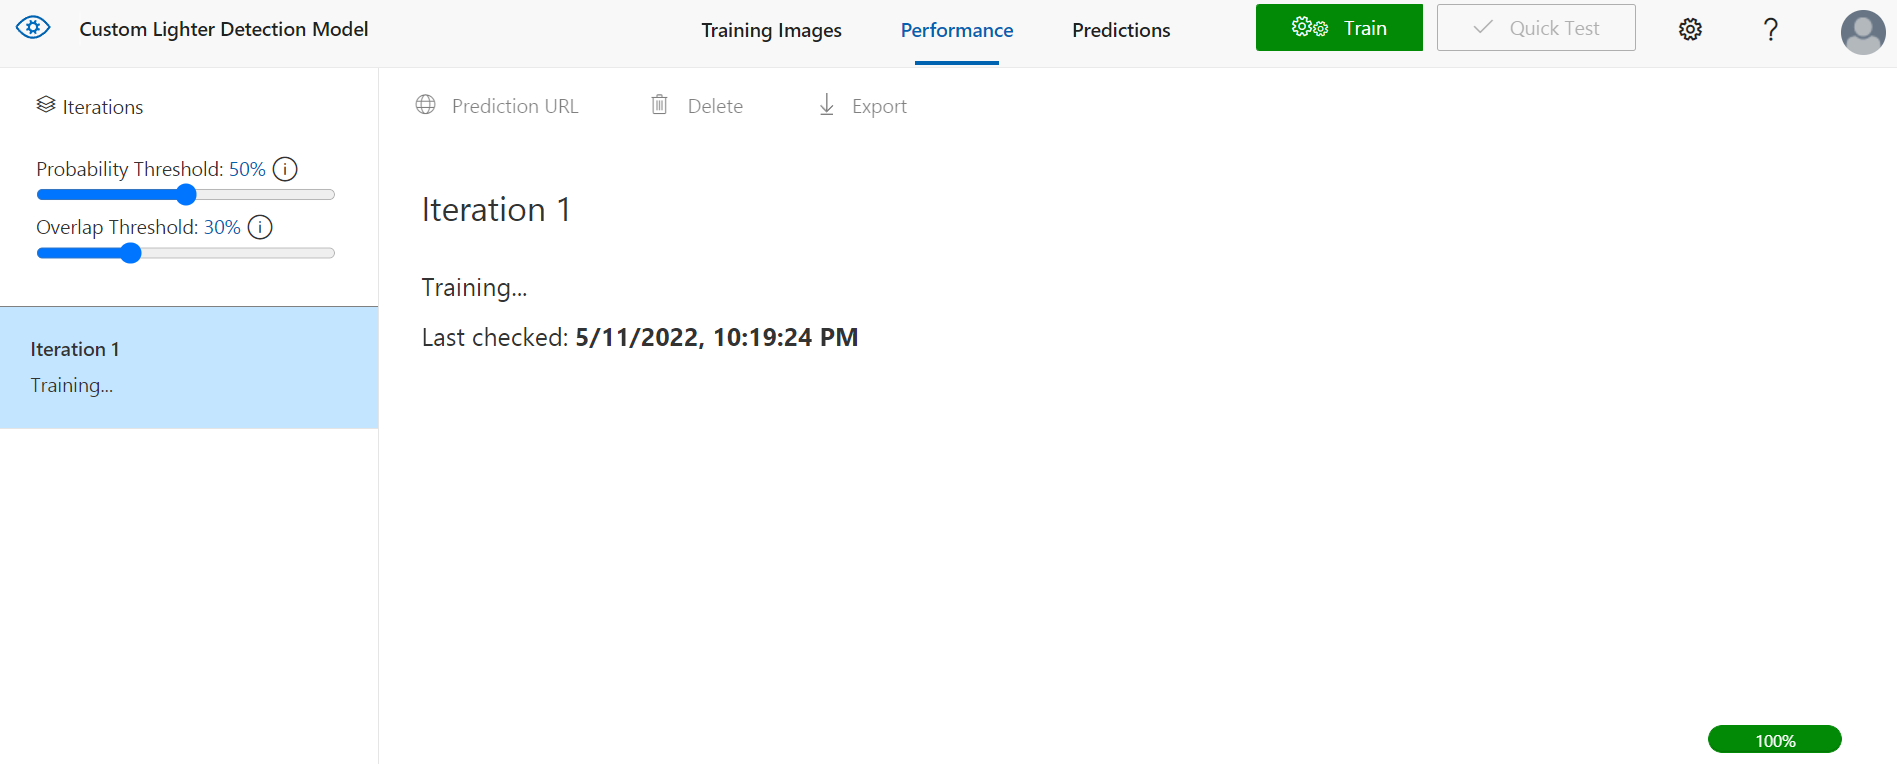 Custom Lighter Detection Model
Training Images
Performance
Predictions
Train
Quick Test
?
Iterations
Probability Threshold: 50% i
Overlap Threshold: 30% i
Iteration 1
Training...
Prediction URL
Delete
Export
Iteration 1
Training...
Last checked: 5/11/2022, 10:19:24 PM
100%